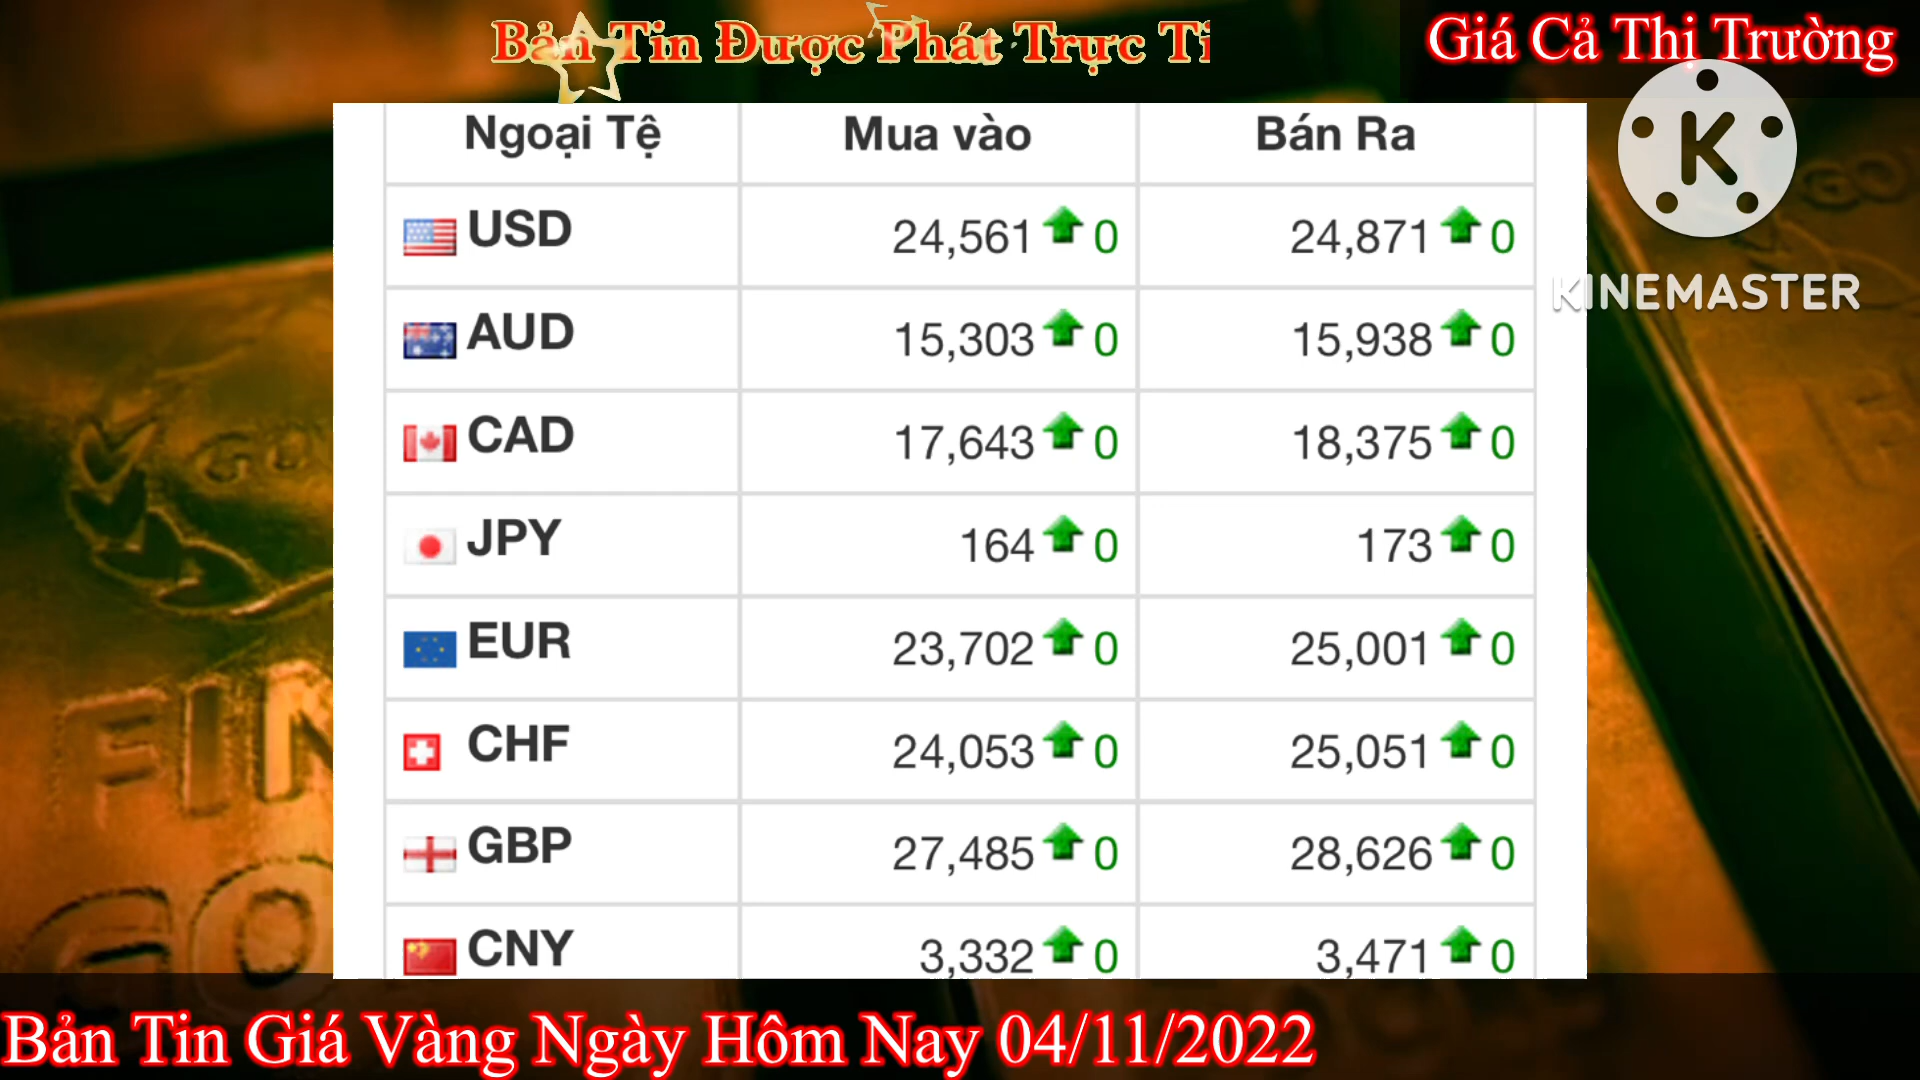 Bản Tin Được Phát Trực Ti
Giá Cả Thị Trường
K
KINEMASTER
Ngoại Tệ Mua vào Bán Ra
USD 24,561 0 24,871 0
AUD 15,303 0 15,938 0
CAD 17,643 0 18,375 0
JPY 164 0 173 0
EUR 23,702 0 25,001 0
CHF 24,053 0 25,051 0
GBP 27,485 0 28,626 0
CNY 3,332 0 3,471 0
FIN
GO
Bản Tin Giá Vàng Ngày Hôm Nay 04/11/2022